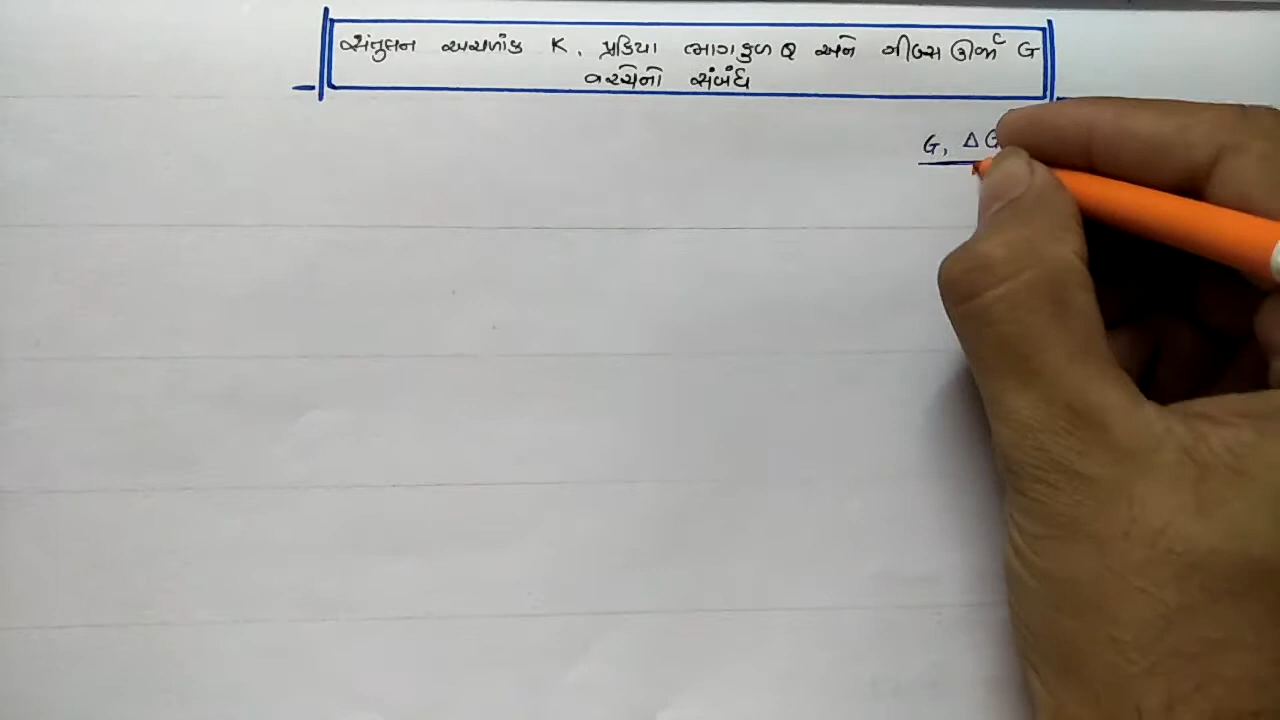 સંતુલન અચળાંક K, પ્રક્રિયા ભાગફળ Q અને ગીબ્સ ઊર્જા G
વચ્ચેનો સંબંધ
G, ΔG